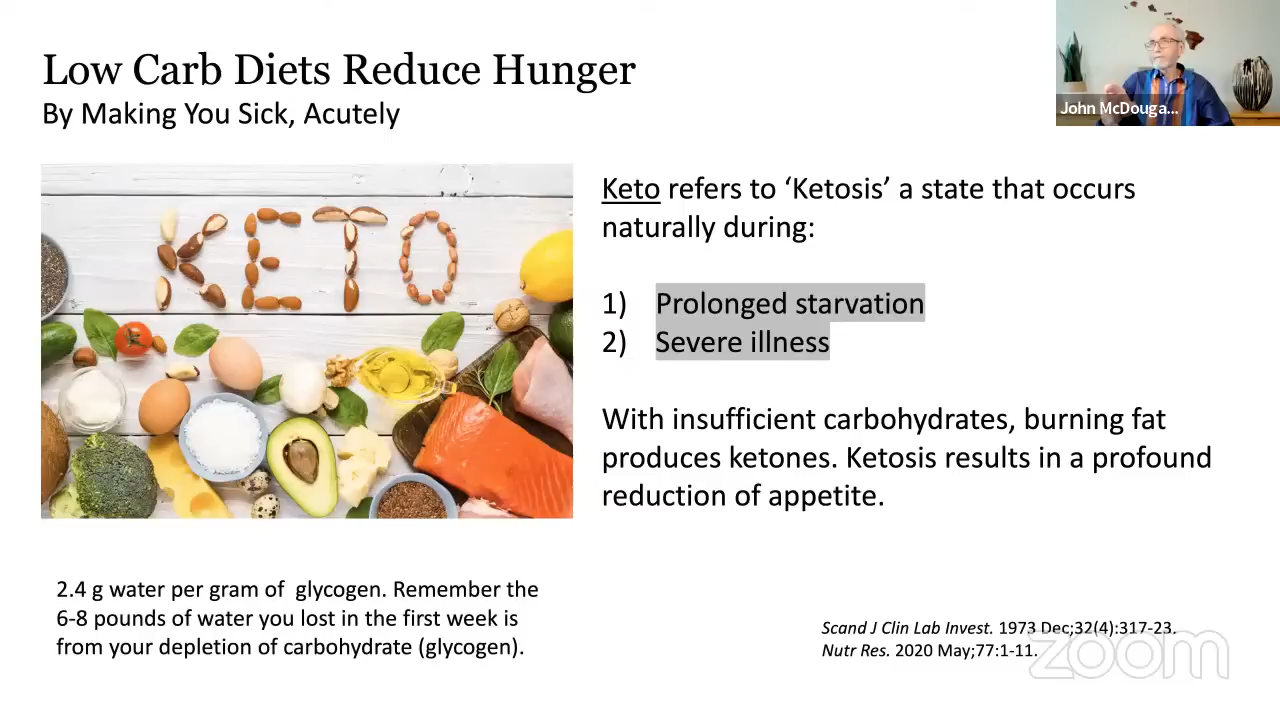 Low Carb Diets Reduce Hunger
By Making You Sick, Acutely
John McDouga...
KETO
Keto refers to ‘Ketosis’ a state that occurs
naturally during:
1) Prolonged starvation
2) Severe illness
With insufficient carbohydrates, burning fat
produces ketones. Ketosis results in a profound
reduction of appetite.
2.4 g water per gram of glycogen. Remember the
6-8 pounds of water you lost in the first week is
from your depletion of carbohydrate (glycogen).
Scand J Clin Lab Invest. 1973 Dec;32(4):317-23.
Nutr Res. 2020 May;77:1-11.
zoom